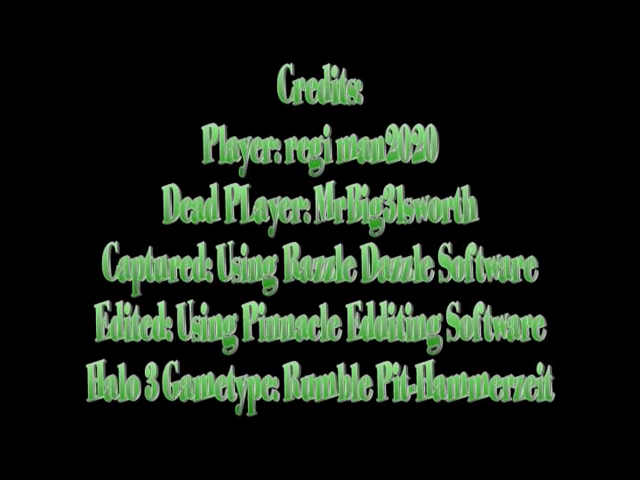 Credits:
Player: regi man2020
Dead PLayer: MrBig3lsworth
Captured: Using Razzle Dazzle Software
Edited: Using Pinnacle Edditing Software
Halo 3 Gametype: Rumble Pit-Hammerzeit